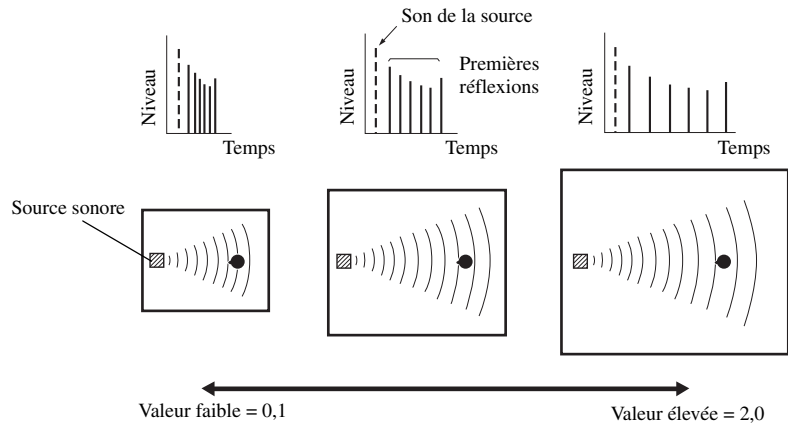 Son de la source
Niveau
Temps
Niveau
Premières
réflexions
Temps
Niveau
Temps
Source sonore
Valeur faible = 0,1
Valeur élevée = 2,0